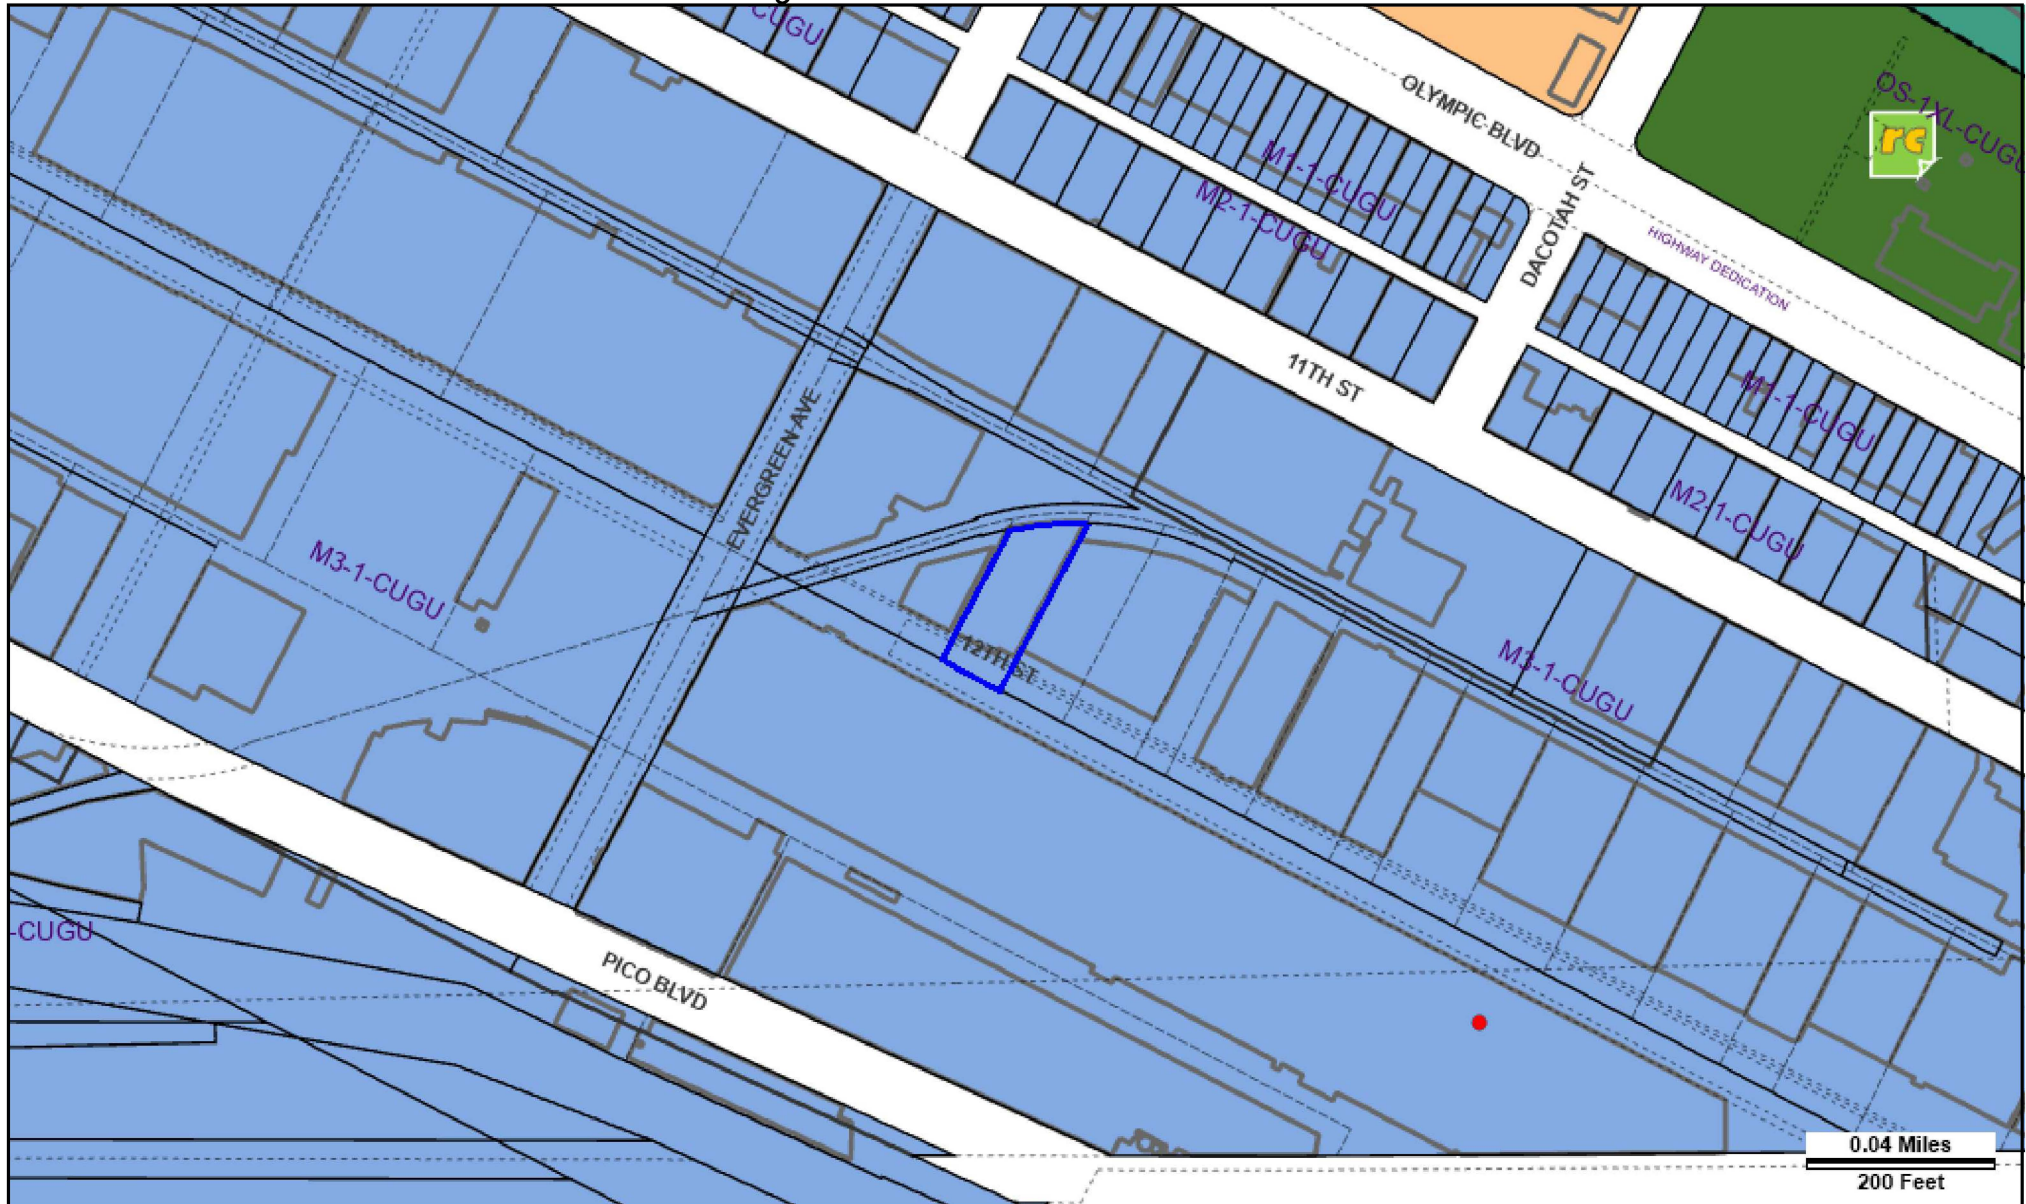 CUGU
OLYMPIC BLVD
OS-1XL-CUGU
rc
M1-1-CUGU
M2-1-CUGU
DACOTAH ST
HIGHWAY DEDICATION
11TH ST
M1-1-CUGU
EVERGREEN AVE
M2-1-CUGU
M3-1-CUGU
12TH ST
M3-1-CUGU
-CUGU
PICO BLVD
0.04 Miles
200 Feet